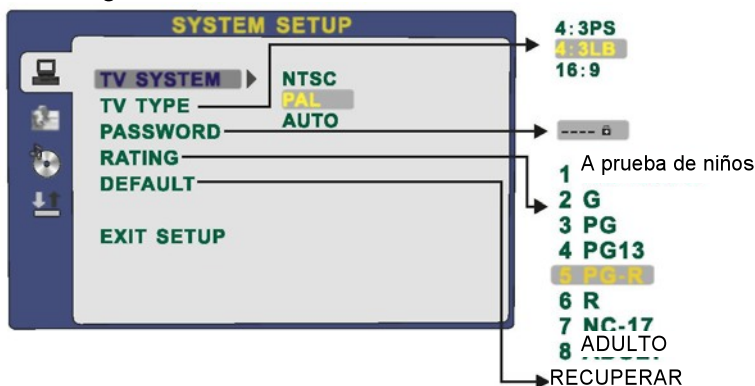 SYSTEM SETUP
TV SYSTEM
TV TYPE
PASSWORD
RATING
DEFAULT
EXIT SETUP
NTSC
PAL
AUTO
4:3PS
4:3LB
16:9
----
1 A prueba de niños
2 G
3 PG
4 PG13
5 PG-R
6 R
7 NC-17
8 ADULTO
RECUPERAR